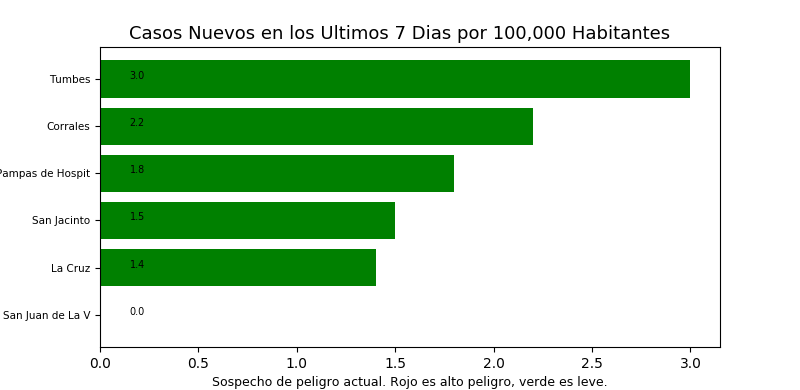 Casos Nuevos en los Ultimos 7 Dias por 100,000 Habitantes
Tumbes 3.0
Corrales 2.2
Pampas de Hospit 1.8
San Jacinto 1.5
La Cruz 1.4
San Juan de La V 0.0
0.0 0.5 1.0 1.5 2.0 2.5 3.0
Sospecho de peligro actual. Rojo es alto peligro, verde es leve.